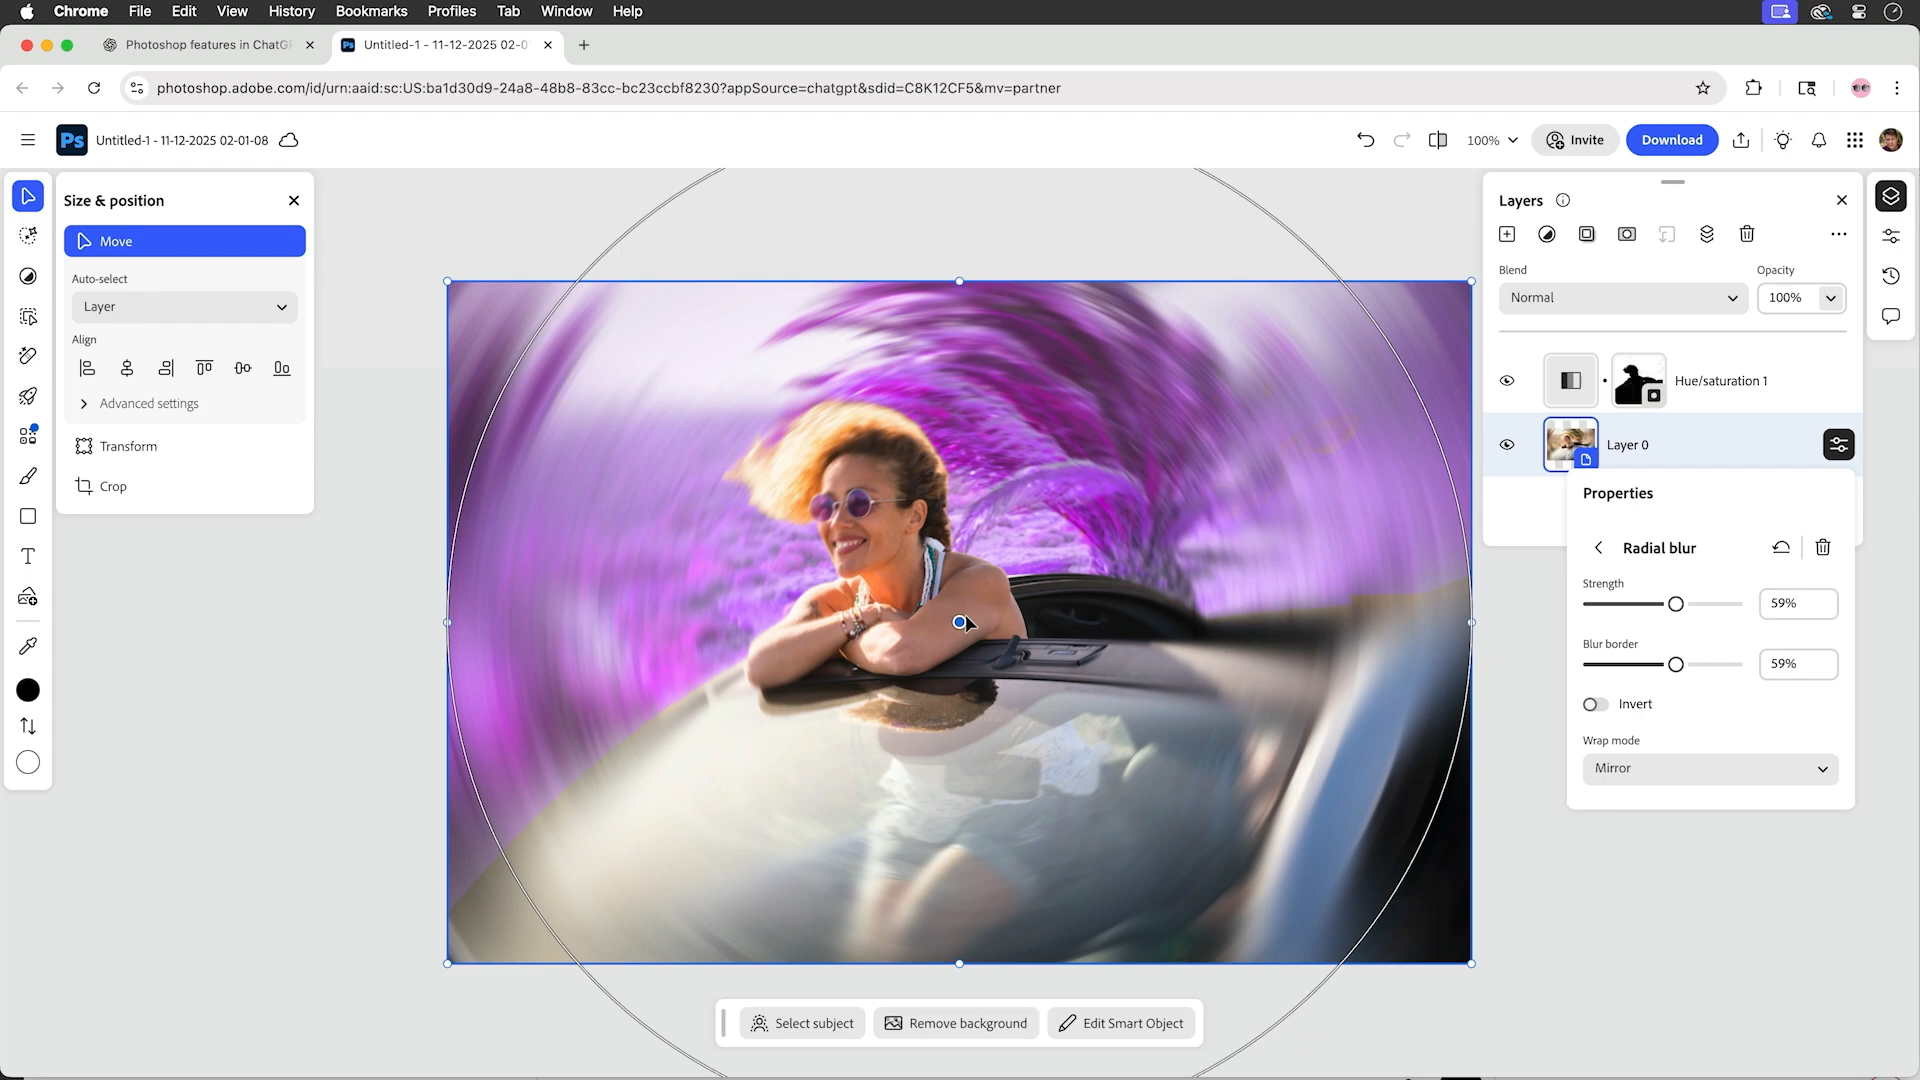 Chrome File Edit View History Bookmarks Profiles Tab Window Help
Photoshop features in ChatGP
Untitled-1 - 11-12-2025 02-0
photoshop.adobe.com/id/urn:aaid:sc:US:ba1d30d9-24a8-48b8-83cc-bc23ccbf8230?appSource=chatgpt&sdid=C8K12CF5&mv=partner
Ps Untitled-1 - 11-12-2025 02-01-08
100% Invite Download
Size & position
Move
Auto-select
Layer
Align
Advanced settings
Transform
Crop
T
Layers
Blend Opacity
Normal 100%
Hue/saturation 1
Layer 0
Properties
Radial blur
Strength
59%
Blur border
59%
Invert
Wrap mode
Mirror
Select subject Remove background Edit Smart Object